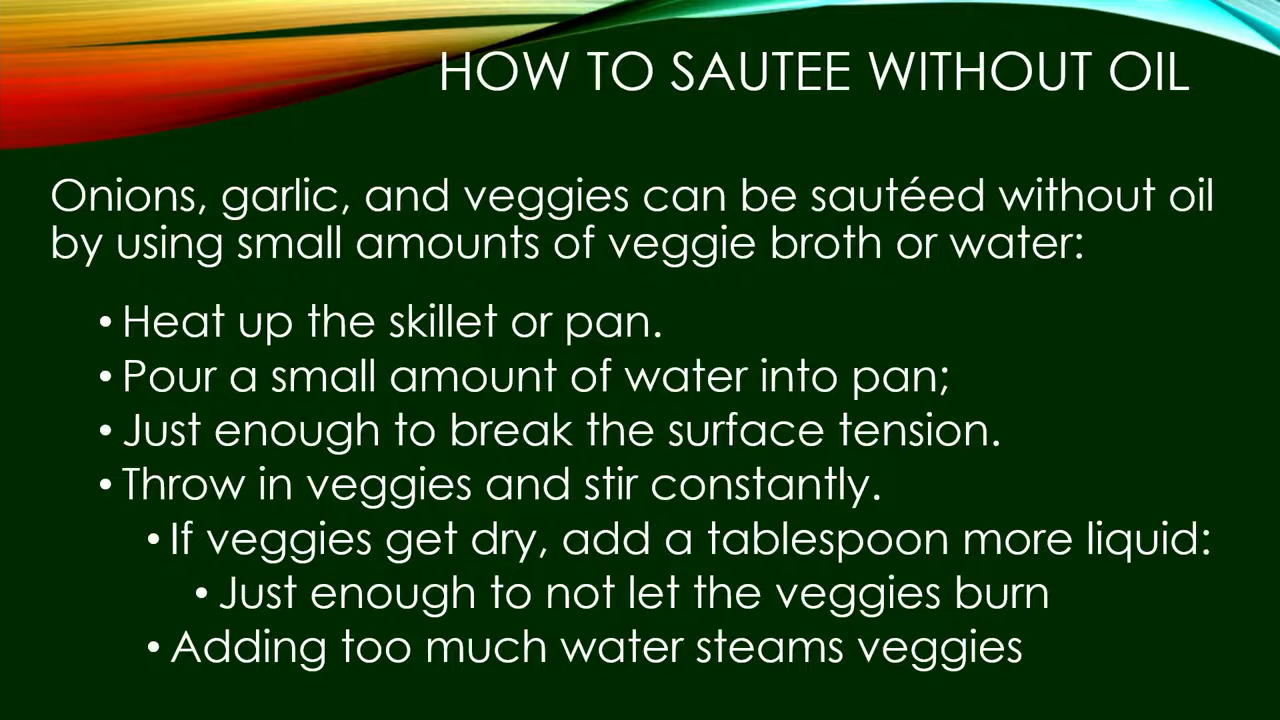 HOW TO SAUTEE WITHOUT OIL
Onions, garlic, and veggies can be sautéed without oil
by using small amounts of veggie broth or water:
• Heat up the skillet or pan.
• Pour a small amount of water into pan;
• Just enough to break the surface tension.
• Throw in veggies and stir constantly.
• If veggies get dry, add a tablespoon more liquid:
• Just enough to not let the veggies burn
• Adding too much water steams veggies